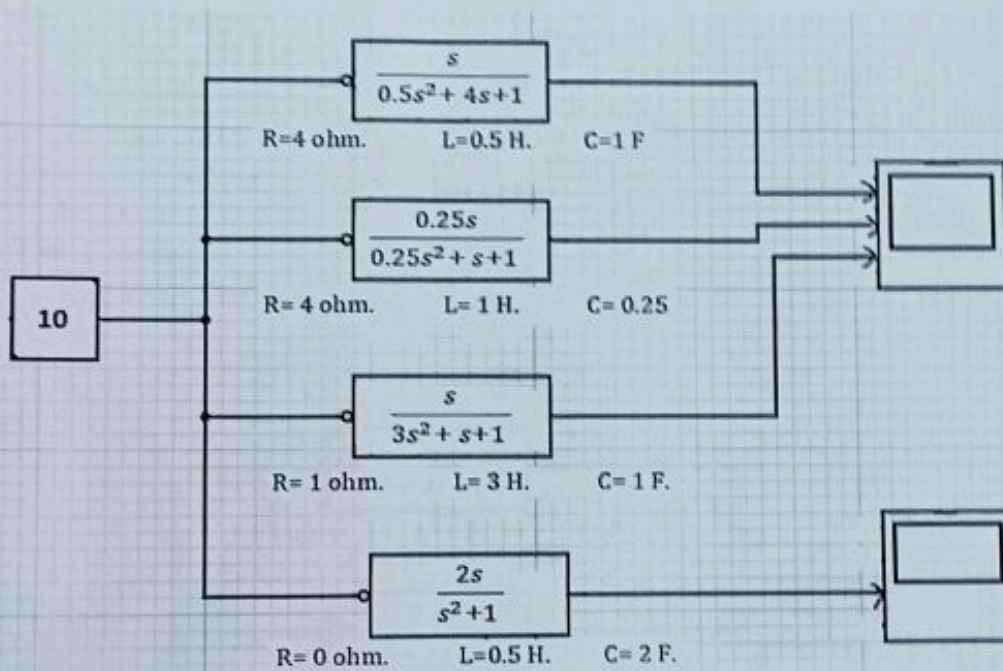 s
0.5s² + 4s+1
R=4 ohm. L=0.5 H. C=1 F
0.25s
0.25s² + s+1
R= 4 ohm. L= 1 H. C= 0.25
10
s
3s² + s+1
R= 1 ohm. L= 3 H. C= 1 F.
2s
s² +1
R= 0 ohm. L=0.5 H. C= 2 F.